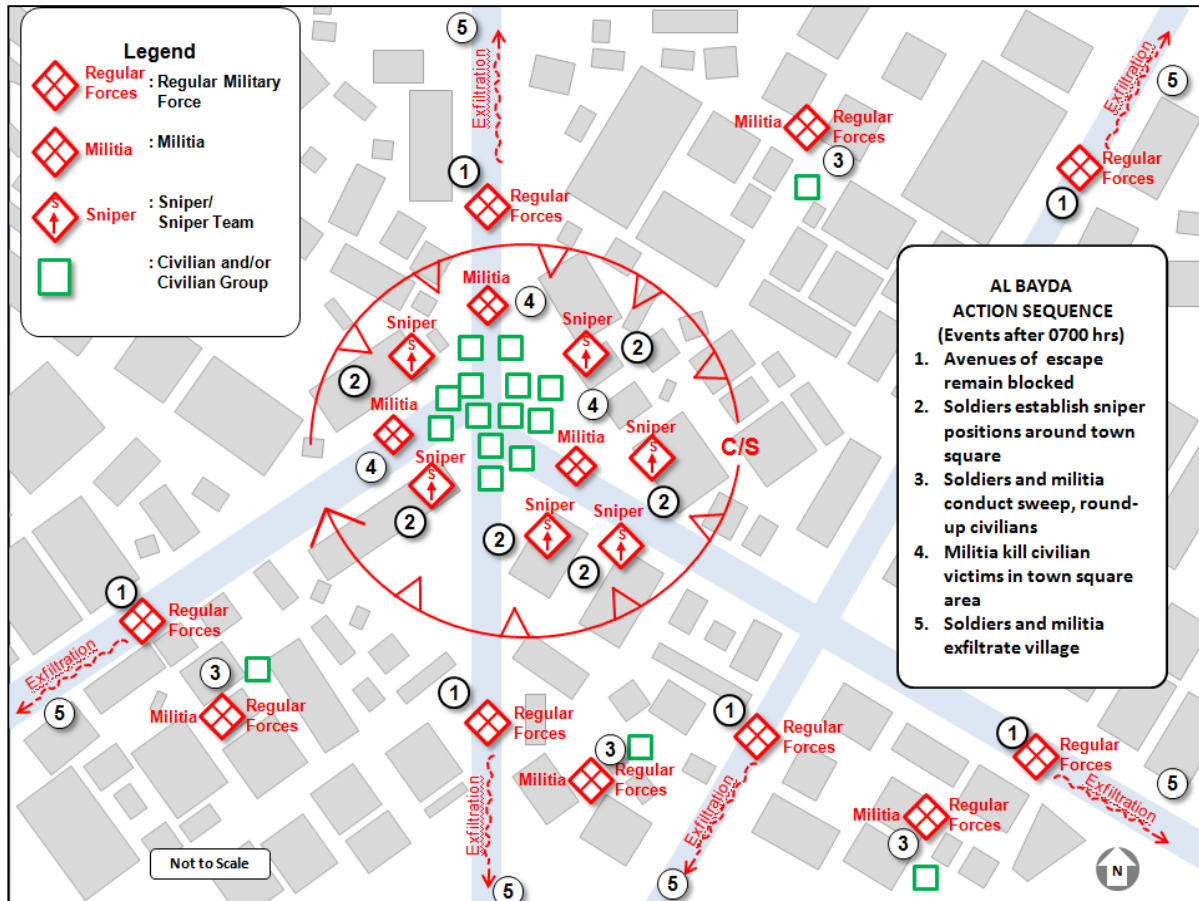 Legend
Regular Forces : Regular Military Force
Militia : Militia
S Sniper : Sniper/ Sniper Team
: Civilian and/or Civilian Group
5
Exfiltration
1
Regular
Forces
Militia
Regular
Forces
3
Exfiltration
5
Regular
Forces
1
Militia
4
Sniper
S
2
Sniper
S
2
4
Militia
4
Sniper
S
2
Militia
Sniper
S
2
C/S
Sniper
S
2
Sniper
S
2
AL BAYDA
ACTION SEQUENCE
(Events after 0700 hrs)
1. Avenues of escape
remain blocked
2. Soldiers establish sniper
positions around town
square
3. Soldiers and militia
conduct sweep, round-
up civilians
4. Militia kill civilian
victims in town square
area
5. Soldiers and militia
exfiltrate village
1
Regular
Forces
Exfiltration
5
3
Militia
Regular
Forces
1
Regular
Forces
Exfiltration
5
3
Militia
Regular
Forces
1
Regular
Forces
Exfiltration
5
1
Regular
Forces
Exfiltration
5
Militia
Regular
Forces
3
Not to Scale
N